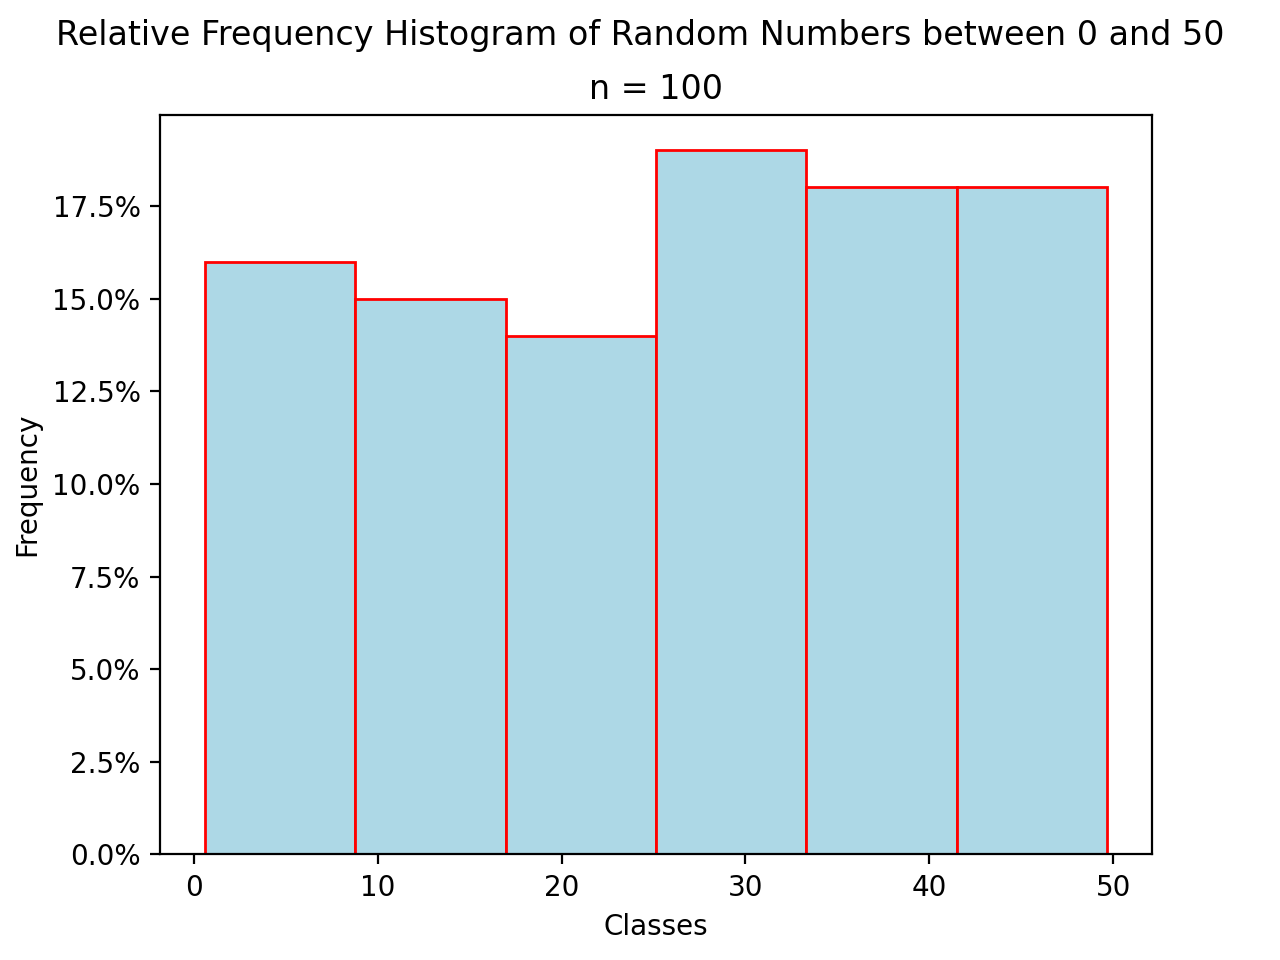 Relative Frequency Histogram of Random Numbers between 0 and 50
n = 100
17.5%
15.0%
12.5%
10.0%
7.5%
5.0%
2.5%
0.0%
Frequency
0 10 20 30 40 50
Classes